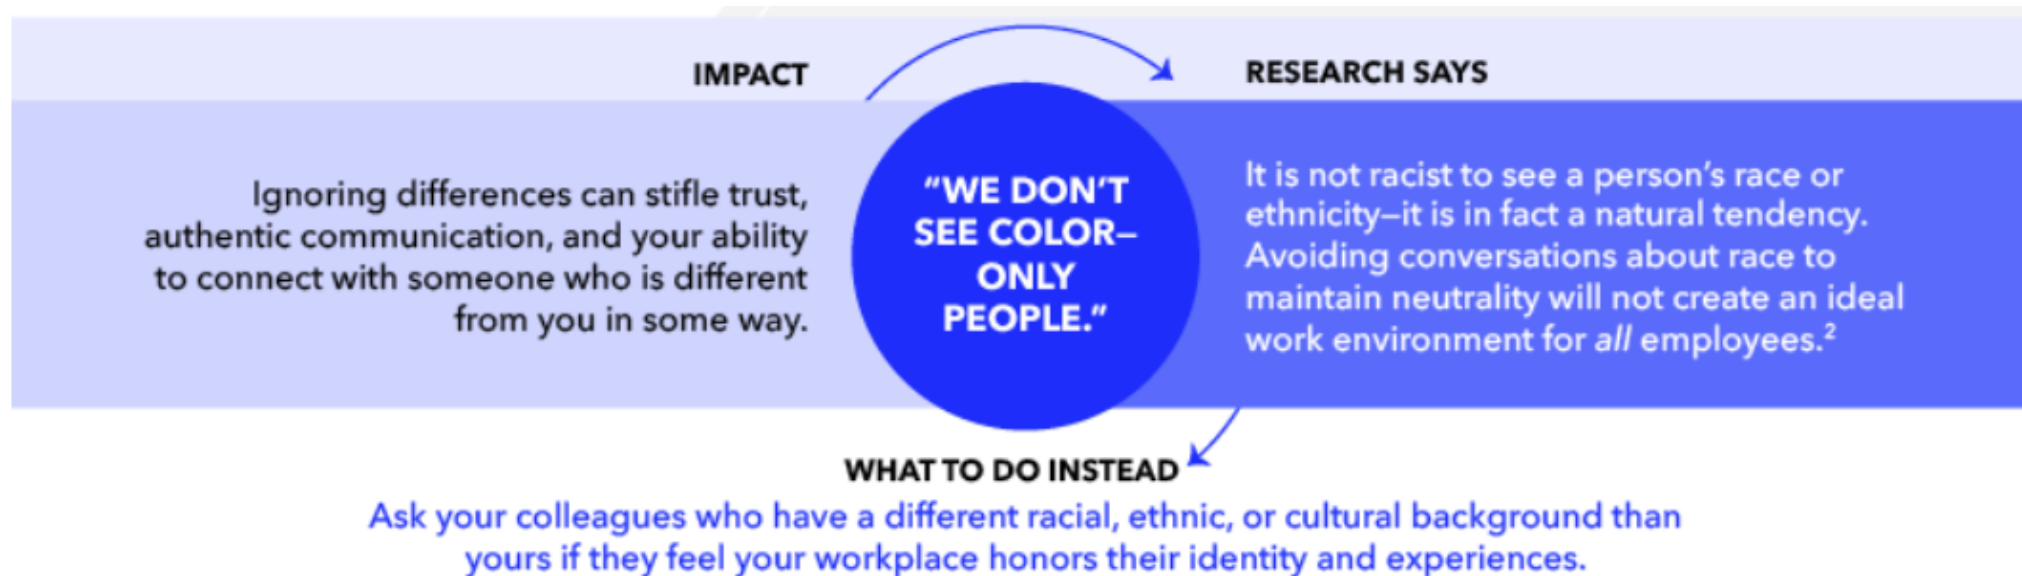 IMPACT
Ignoring differences can stifle trust,
authentic communication, and your ability
to connect with someone who is different
from you in some way.
"WE DON'T
SEE COLOR—
ONLY
PEOPLE."
RESEARCH SAYS
It is not racist to see a person's race or
ethnicity—it is in fact a natural tendency.
Avoiding conversations about race to
maintain neutrality will not create an ideal
work environment for all employees.²
WHAT TO DO INSTEAD
Ask your colleagues who have a different racial, ethnic, or cultural background than
yours if they feel your workplace honors their identity and experiences.